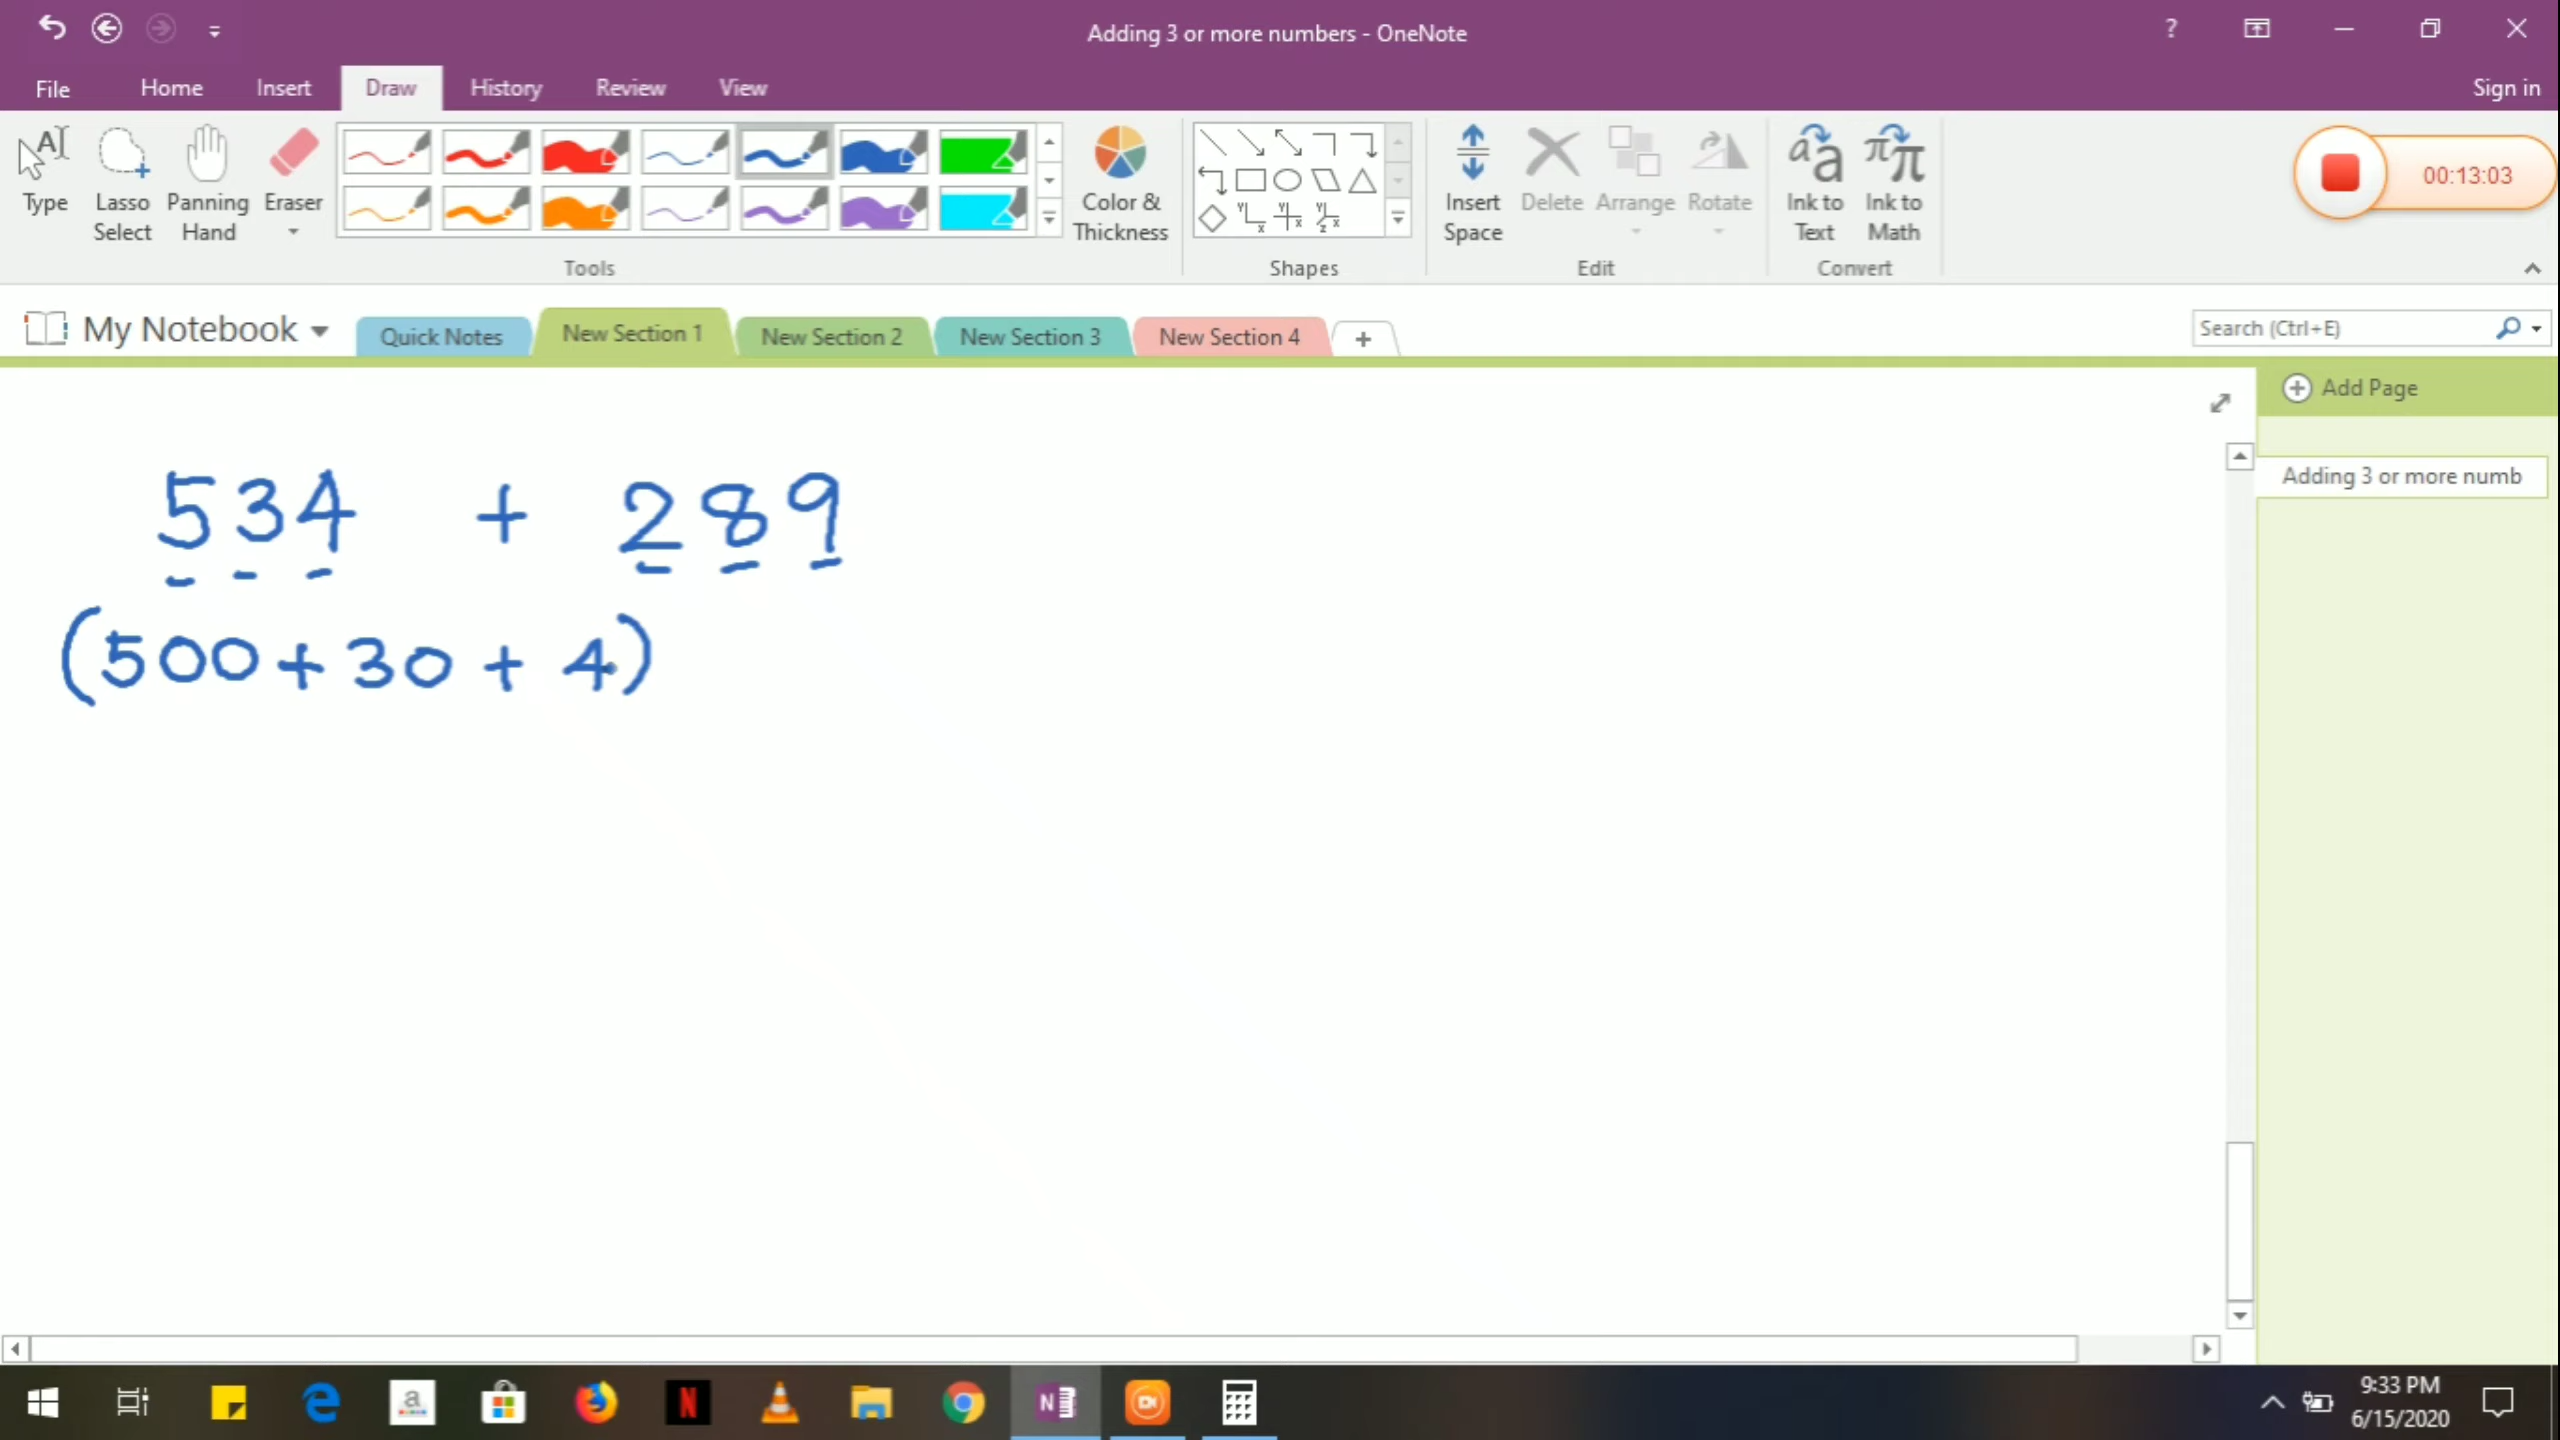 Adding 3 or more numbers - OneNote
?
File Home Insert Draw History Review View Sign in
Type Lasso Select Panning Hand Eraser Color & Thickness Insert Space Delete Arrange Rotate Ink to Text Ink to Math 00:13:03
Tools Shapes Edit Convert
My Notebook Quick Notes New Section 1 New Section 2 New Section 3 New Section 4 + Search (Ctrl+E)
Add Page
Adding 3 or more numb
534 + 289
(500+30 + 4)
9:33 PM
6/15/2020